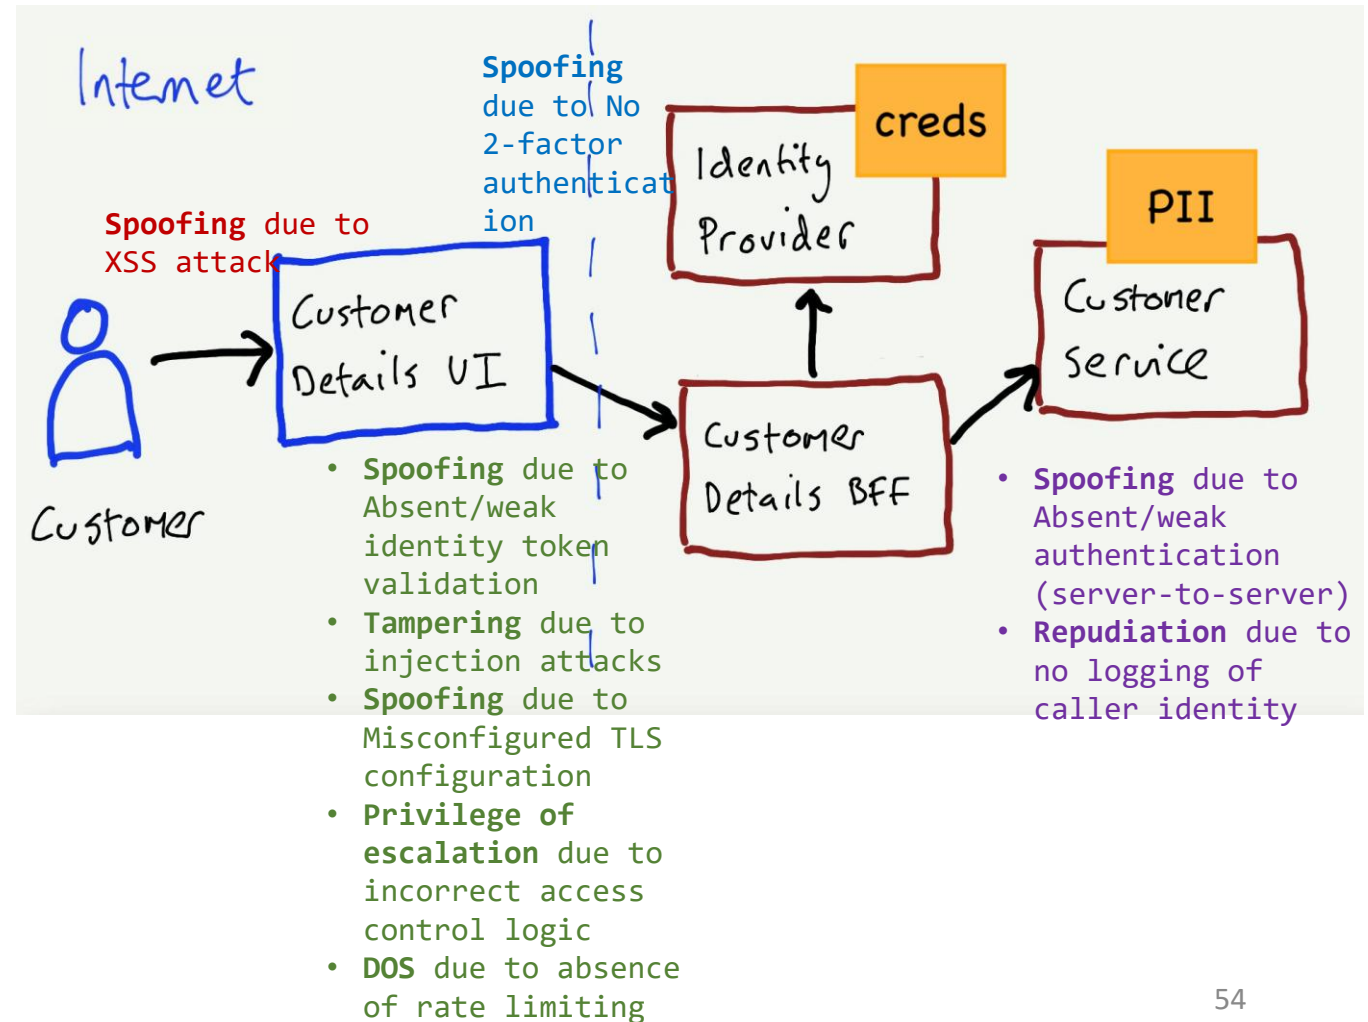 Internet
Spoofing
due to No
2-factor
authenticat
ion
Spoofing due to
XSS attack
Identity
Provider
creds
PII
Customer
Details UI
Customer
Service
Customer
Details BFF
Customer
• Spoofing due to
Absent/weak
identity token
validation
• Tampering due to
injection attacks
• Spoofing due to
Misconfigured TLS
configuration
• Privilege of
escalation due to
incorrect access
control logic
• DOS due to absence
of rate limiting
• Spoofing due to
Absent/weak
authentication
(server-to-server)
• Repudiation due to
no logging of
caller identity
54